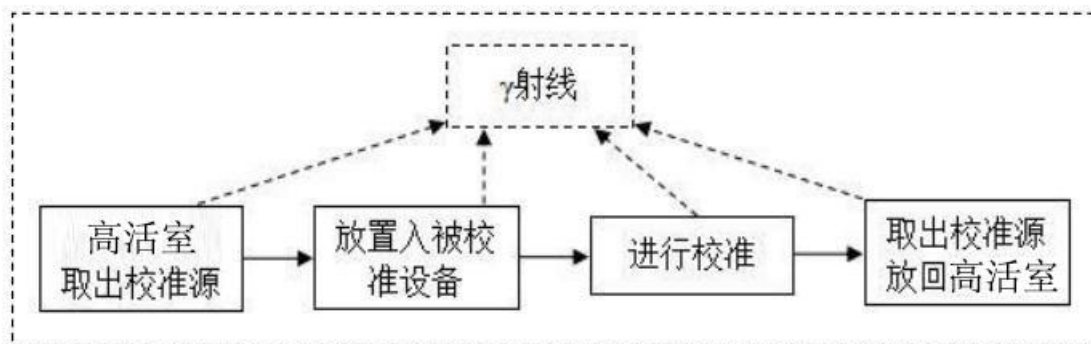 γ射线
高活室
取出校准源
放置入被校
准设备
进行校准
取出校准源
放回高活室